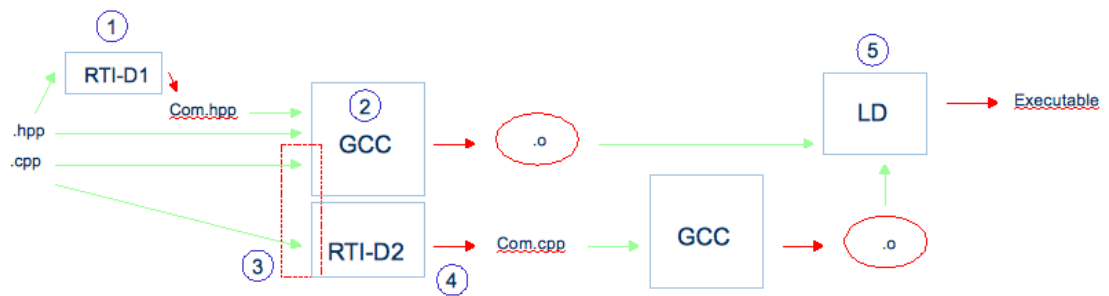 1
5
RTI-D1
Com.hpp
2
LD
Executable
.hpp
GCC
.o
.cpp
GCC
3
RTI-D2
4
Com.cpp
.o